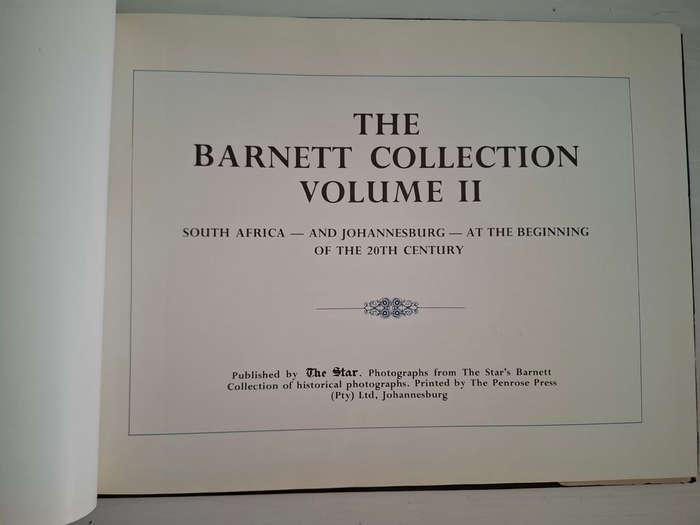 THE
BARNETT COLLECTION
VOLUME II
SOUTH AFRICA — AND JOHANNESBURG — AT THE BEGINNING
OF THE 20TH CENTURY
Published by The Star. Photographs from The Star's Barnett
Collection of historical photographs. Printed by The Penrose Press
(Pty) Ltd, Johannesburg